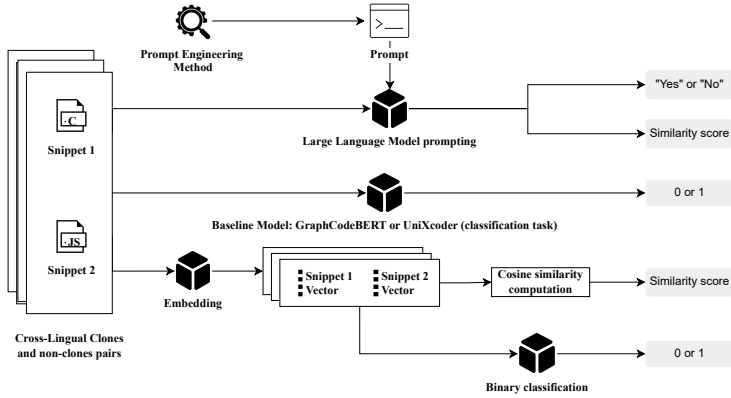 Prompt Engineering
Method
Prompt
.C
Snippet 1
Large Language Model prompting
"Yes" or "No"
Similarity score
Baseline Model: GraphCodeBERT or UniXcoder (classification task)
0 or 1
.JS
Snippet 2
Embedding
Snippet 1
Vector
Snippet 2
Vector
Cosine similarity
computation
Similarity score
Cross-Lingual Clones
and non-clones pairs
Binary classification
0 or 1